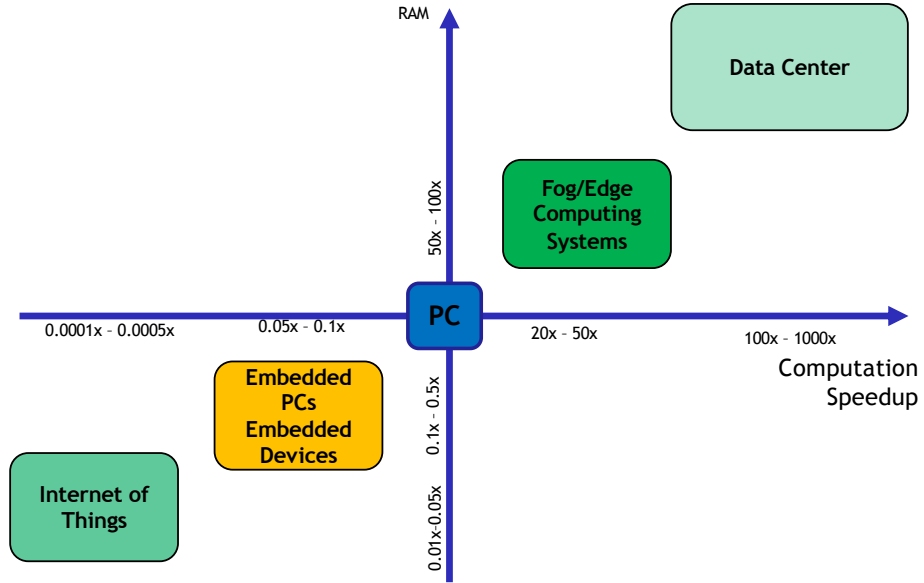 RAM
Data Center
Fog/Edge
Computing
Systems
50x – 100x
PC
0.0001x – 0.0005x
0.05x – 0.1x
20x – 50x
100x – 1000x
Computation
Speedup
Embedded
PCs
Embedded
Devices
0.1x – 0.5x
Internet of
Things
0.01x–0.05x